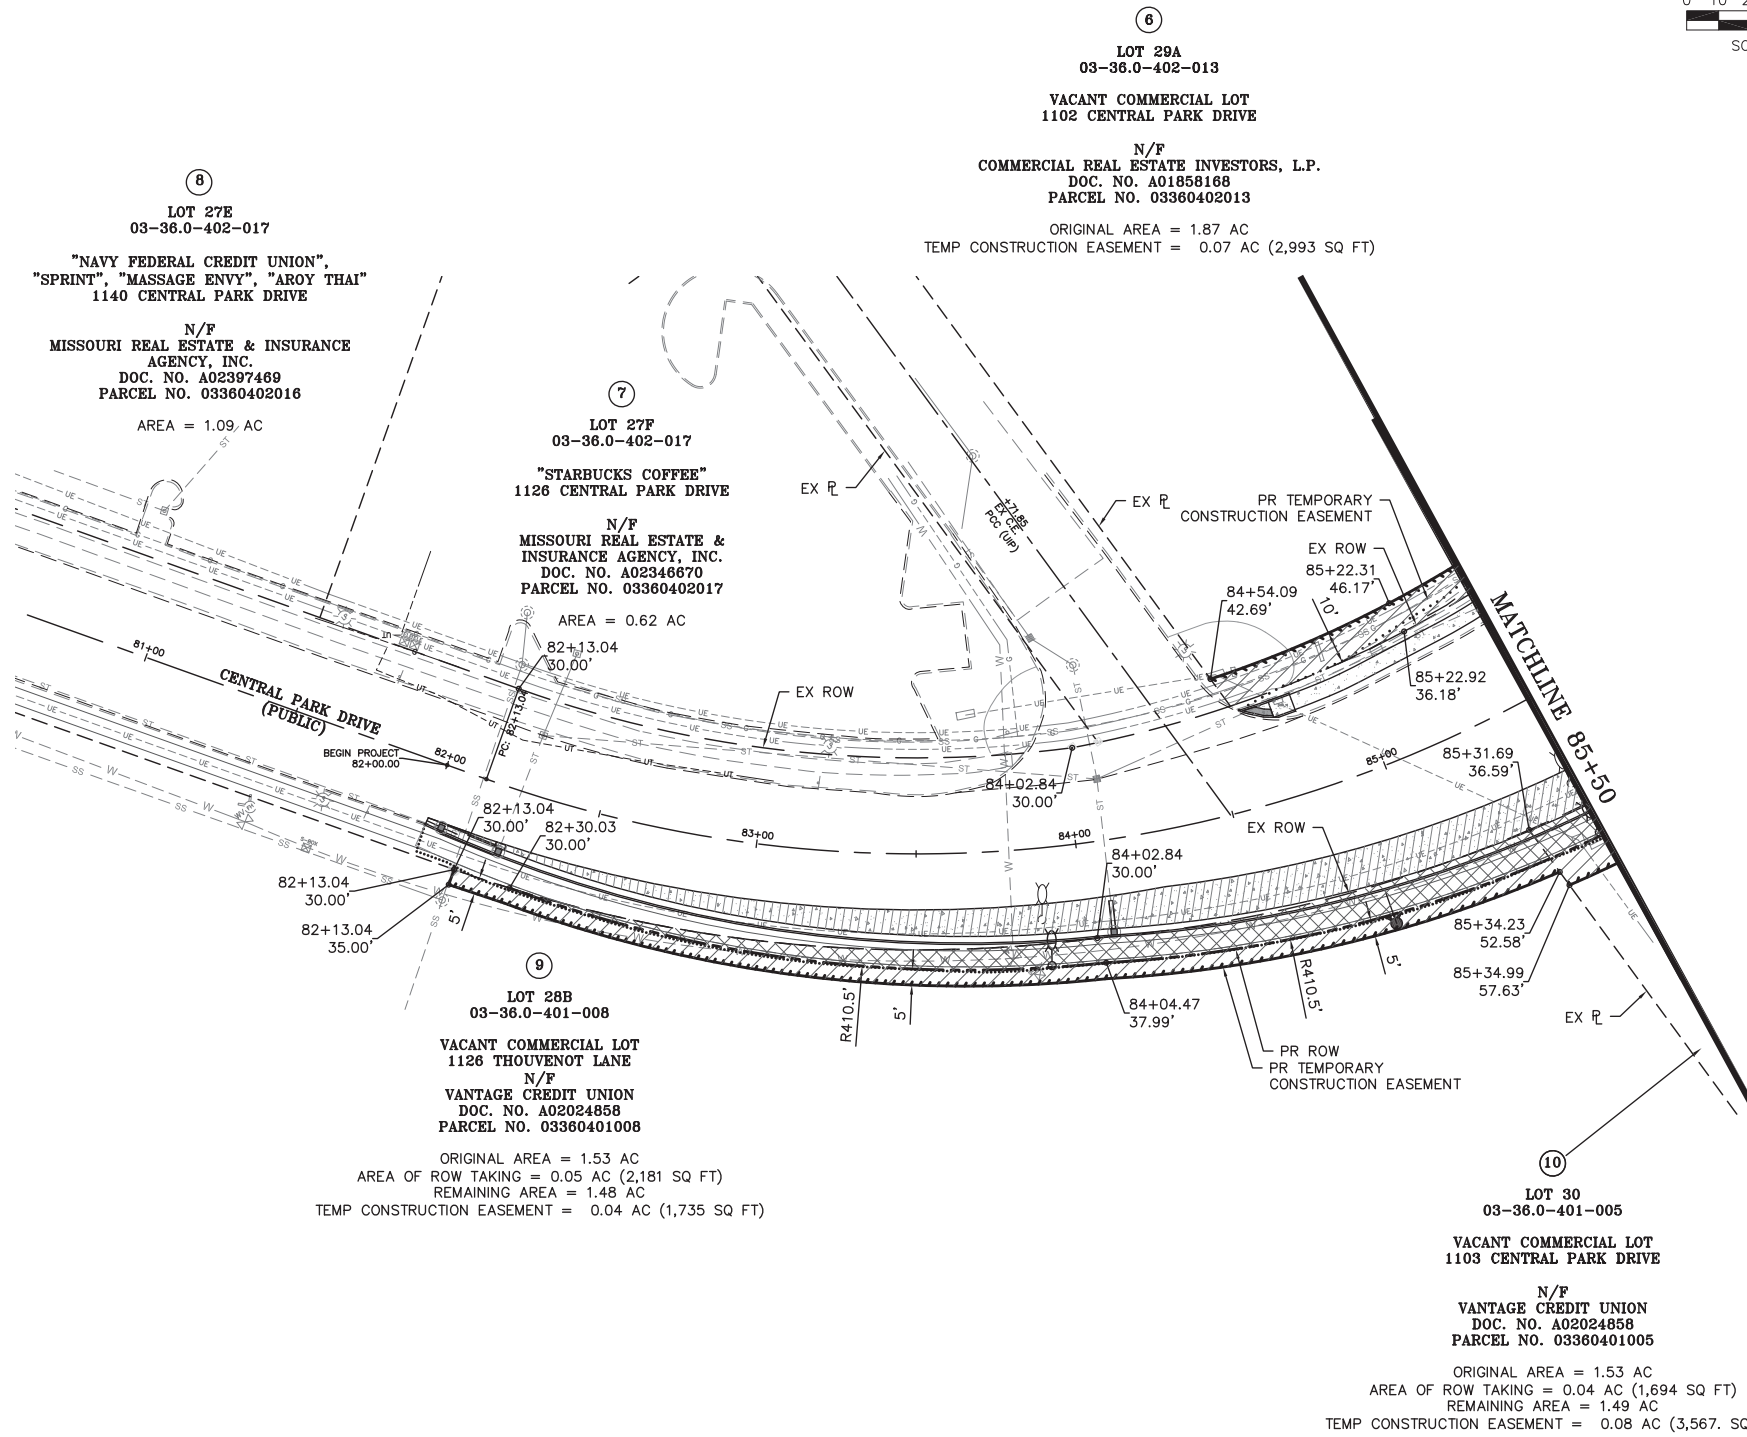 6
LOT 29A
03-36.0-402-013
VACANT COMMERCIAL LOT
1102 CENTRAL PARK DRIVE
N/F
COMMERCIAL REAL ESTATE INVESTORS, L.P.
DOC. NO. A01858168
PARCEL NO. 03360402013
ORIGINAL AREA = 1.87 AC
TEMP CONSTRUCTION EASEMENT = 0.07 AC (2,993 SQ FT)
8
LOT 27E
03-36.0-402-017
"NAVY FEDERAL CREDIT UNION",
"SPRINT", "MASSAGE ENVY", "AROY THAI"
1140 CENTRAL PARK DRIVE
N/F
MISSOURI REAL ESTATE & INSURANCE
AGENCY, INC.
DOC. NO. A02397469
PARCEL NO. 03360402016
AREA = 1.09 AC
7
LOT 27F
03-36.0-402-017
"STARBUCKS COFFEE"
1126 CENTRAL PARK DRIVE
N/F
MISSOURI REAL ESTATE &
INSURANCE AGENCY, INC.
DOC. NO. A02346670
PARCEL NO. 03360402017
AREA = 0.62 AC
EX PL
+71.85
EX C.E.
PCC (UIP)
EX PL
PR TEMPORARY
CONSTRUCTION EASEMENT
EX ROW
85+22.31
46.17'
84+54.09
42.69'
10'
85+22.92
36.18'
MATCHLINE 85+50
82+13.04
30.00'
PC: 82+13.04
EX ROW
81+00
CENTRAL PARK DRIVE
(PUBLIC)
BEGIN PROJECT
82+00.00
82+00
83+00
84+00
85+00
84+02.84
30.00'
85+31.69
36.59'
EX ROW
82+13.04
30.00'
82+30.03
30.00'
84+02.84
30.00'
82+13.04
30.00'
82+13.04
35.00'
5'
R410.5'
5'
84+04.47
37.99'
R410.5'
5'
85+34.23
52.58'
85+34.99
57.63'
EX PL
PR ROW
PR TEMPORARY
CONSTRUCTION EASEMENT
9
LOT 28B
03-36.0-401-008
VACANT COMMERCIAL LOT
1126 THOUVENOT LANE
N/F
VANTAGE CREDIT UNION
DOC. NO. A02024858
PARCEL NO. 03360401008
ORIGINAL AREA = 1.53 AC
AREA OF ROW TAKING = 0.05 AC (2,181 SQ FT)
REMAINING AREA = 1.48 AC
TEMP CONSTRUCTION EASEMENT = 0.04 AC (1,735 SQ FT)
10
LOT 30
03-36.0-401-005
VACANT COMMERCIAL LOT
1103 CENTRAL PARK DRIVE
N/F
VANTAGE CREDIT UNION
DOC. NO. A02024858
PARCEL NO. 03360401005
ORIGINAL AREA = 1.53 AC
AREA OF ROW TAKING = 0.04 AC (1,694 SQ FT)
REMAINING AREA = 1.49 AC
TEMP CONSTRUCTION EASEMENT = 0.08 AC (3,567. SQ